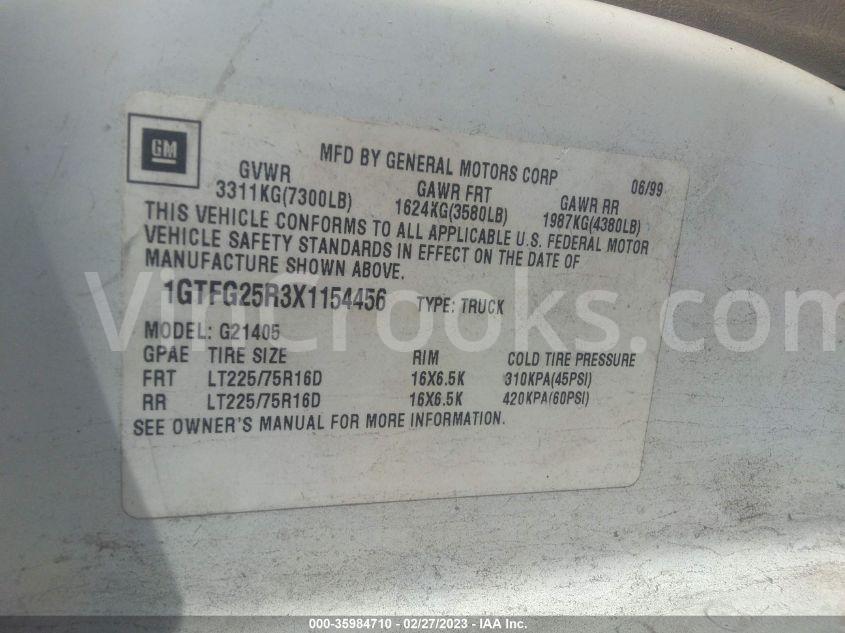 GM
MFD BY GENERAL MOTORS CORP 06/99
GVWR GAWR FRT GAWR RR
3311KG(7300LB) 1624KG(3580LB) 1987KG(4380LB)
THIS VEHICLE CONFORMS TO ALL APPLICABLE U.S. FEDERAL MOTOR
VEHICLE SAFETY STANDARDS IN EFFECT ON THE DATE OF
MANUFACTURE SHOWN ABOVE.
1GTFG25R3X1154456 TYPE: TRUCK
VinCrooks.com
MODEL: G21405
GPAE TIRE SIZE RIM COLD TIRE PRESSURE
FRT LT225/75R16D 16X6.5K 310KPA(45PSI)
RR LT225/75R16D 16X6.5K 420KPA(60PSI)
SEE OWNER'S MANUAL FOR MORE INFORMATION.
000-35984710 - 02/27/2023 - IAA Inc.